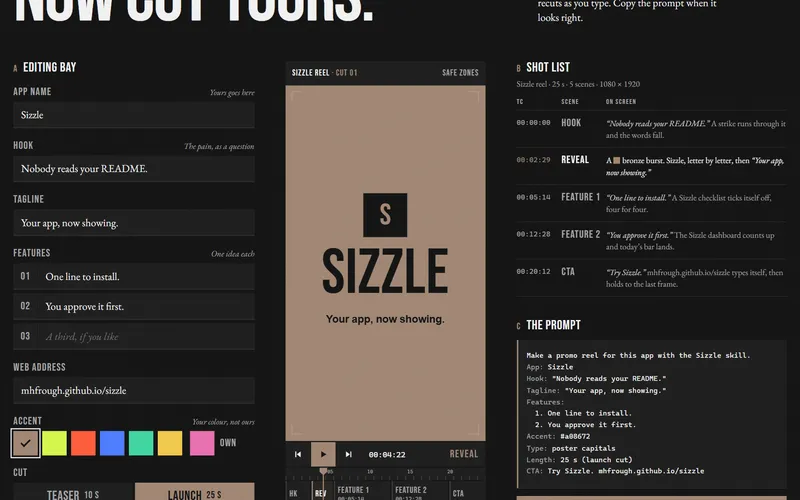 NOW CUT YOURS.
recuts as you type. Copy the prompt when it
looks right.
A EDITING BAY
APP NAME
Yours goes here
Sizzle
HOOK
The pain, as a question
Nobody reads your README.
TAGLINE
Your app, now showing.
FEATURES
One idea each
01 One line to install.
02 You approve it first.
03 A third, if you like
WEB ADDRESS
mhfrough.github.io/sizzle
ACCENT
Your colour, not ours
OWN
CUT
TEASER 10 S
LAUNCH 25 S
SIZZLE REEL · CUT 01
SAFE ZONES
S
SIZZLE
Your app, now showing.
00:04:22
REVEAL
05 10 15 20
HK
REV
FEATURE 1
00:05:14
FEATURE 2
00:12:28
CTA
B SHOT LIST
Sizzle reel · 25 s · 5 scenes · 1080 × 1920
TC SCENE ON SCREEN
00:00:00 HOOK “Nobody reads your README.” A strike runs through it
and the words fall.
00:02:29 REVEAL A bronze burst. Sizzle, letter by letter, then “Your app,
now showing.”
00:05:14 FEATURE 1 “One line to install.” A Sizzle checklist ticks itself off,
four for four.
00:12:28 FEATURE 2 “You approve it first.” The Sizzle dashboard counts up
and today’s bar lands.
00:20:12 CTA “Try Sizzle.” mhfrough.github.io/sizzle types itself, then
holds to the last frame.
C THE PROMPT
Make a promo reel for this app with the Sizzle skill.
App: Sizzle
Hook: "Nobody reads your README."
Tagline: "Your app, now showing."
Features:
1. One line to install.
2. You approve it first.
Accent: #a08672
Type: poster capitals
Length: 25 s (launch cut)
CTA: Try Sizzle. mhfrough.github.io/sizzle